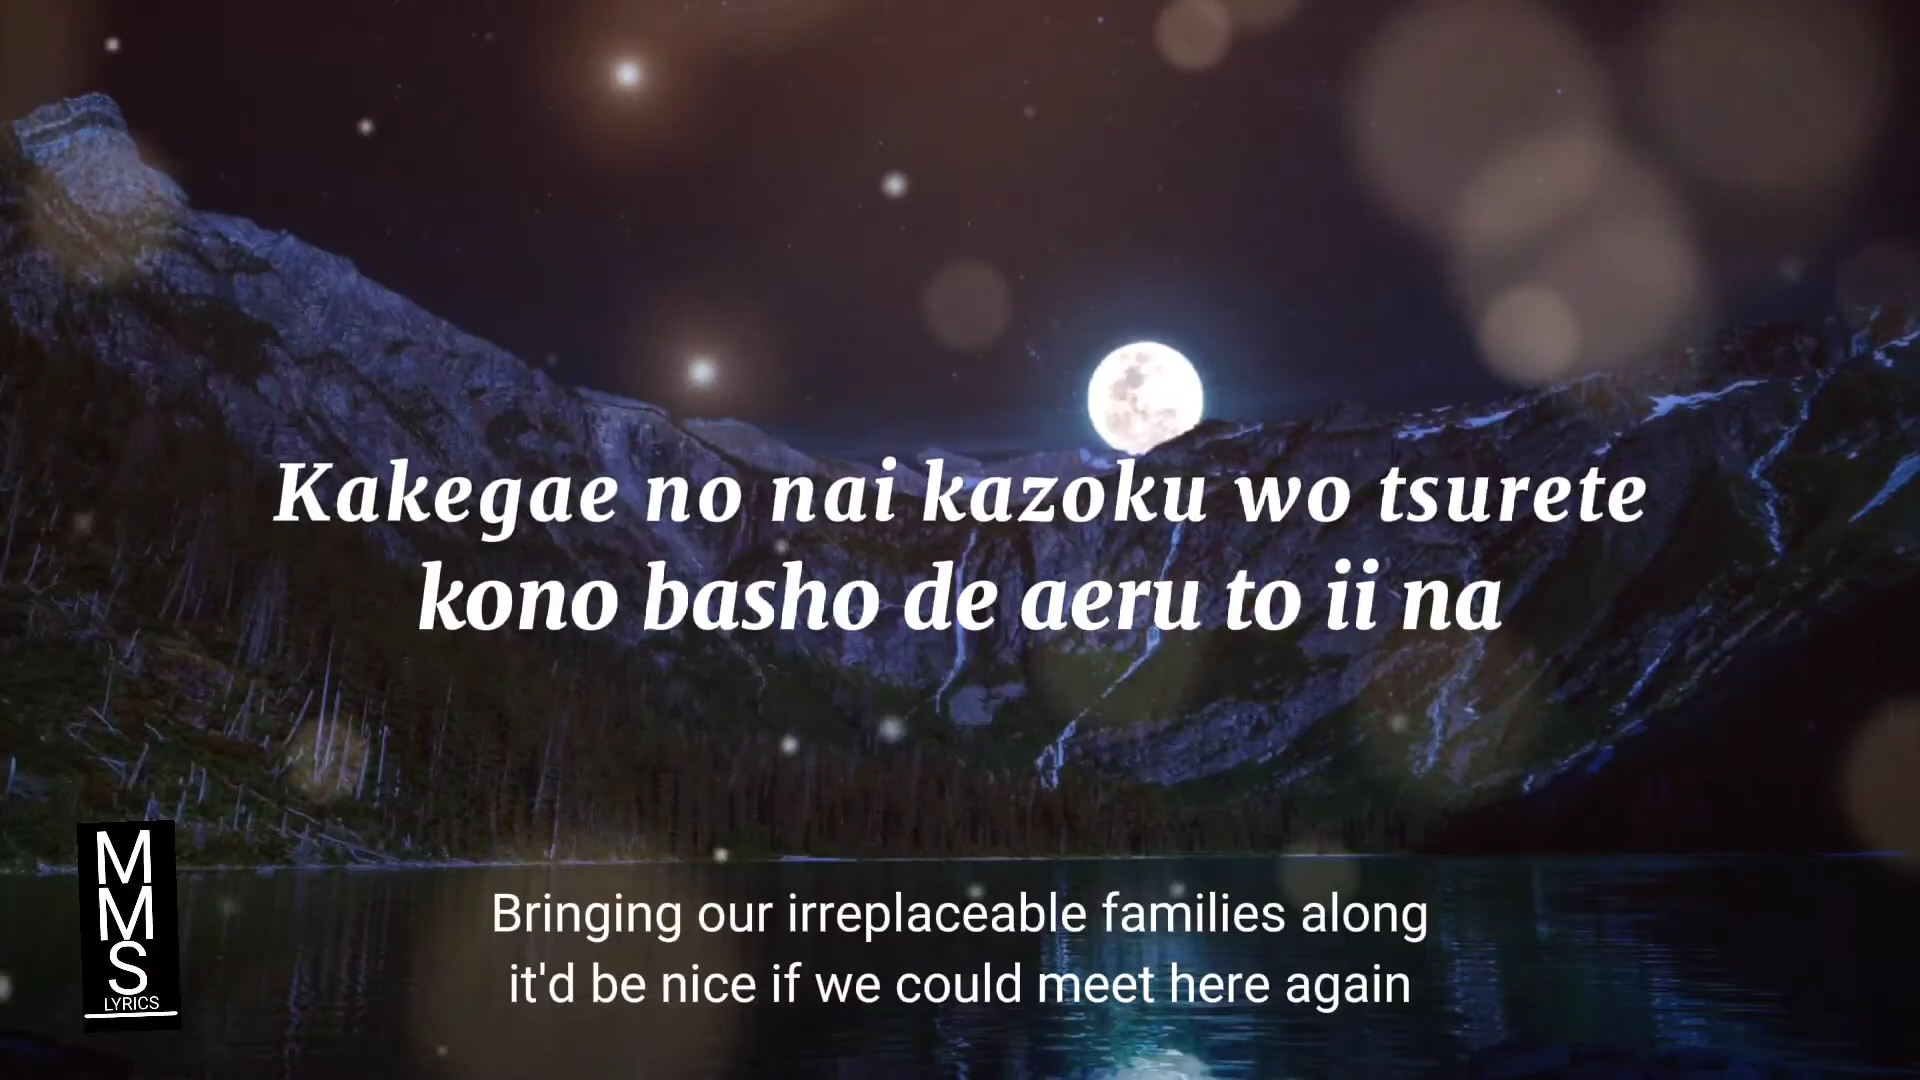 Kakegae no nai kazoku wo tsurete
kono basho de aeru to ii na
M
M
S
LYRICS
Bringing our irreplaceable families along
it'd be nice if we could meet here again